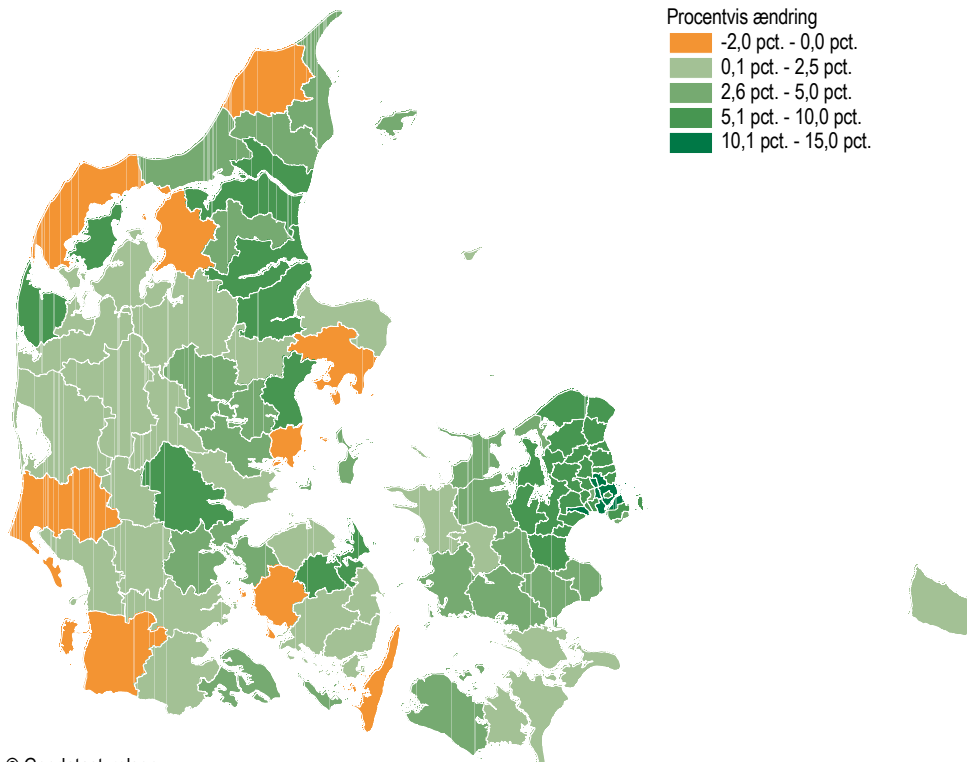 Procentvis ændring
-2,0 pct. - 0,0 pct.
0,1 pct. - 2,5 pct.
2,6 pct. - 5,0 pct.
5,1 pct. - 10,0 pct.
10,1 pct. - 15,0 pct.
©